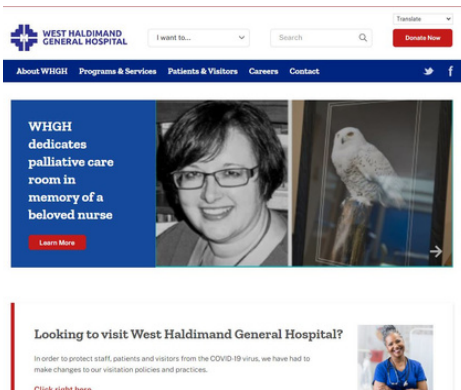 Translate
WEST HALDIMAND
GENERAL HOSPITAL
I want to...
Search
Donate Now
About WHGH Programs & Services Patients & Visitors Careers Contact
WHGH
dedicates
palliative care
room in
memory of a
beloved nurse
Learn More
Looking to visit West Haldimand General Hospital?
In order to protect staff, patients and visitors from the COVID-19 virus, we have had to
make changes to our visitation policies and practices.
Click right here